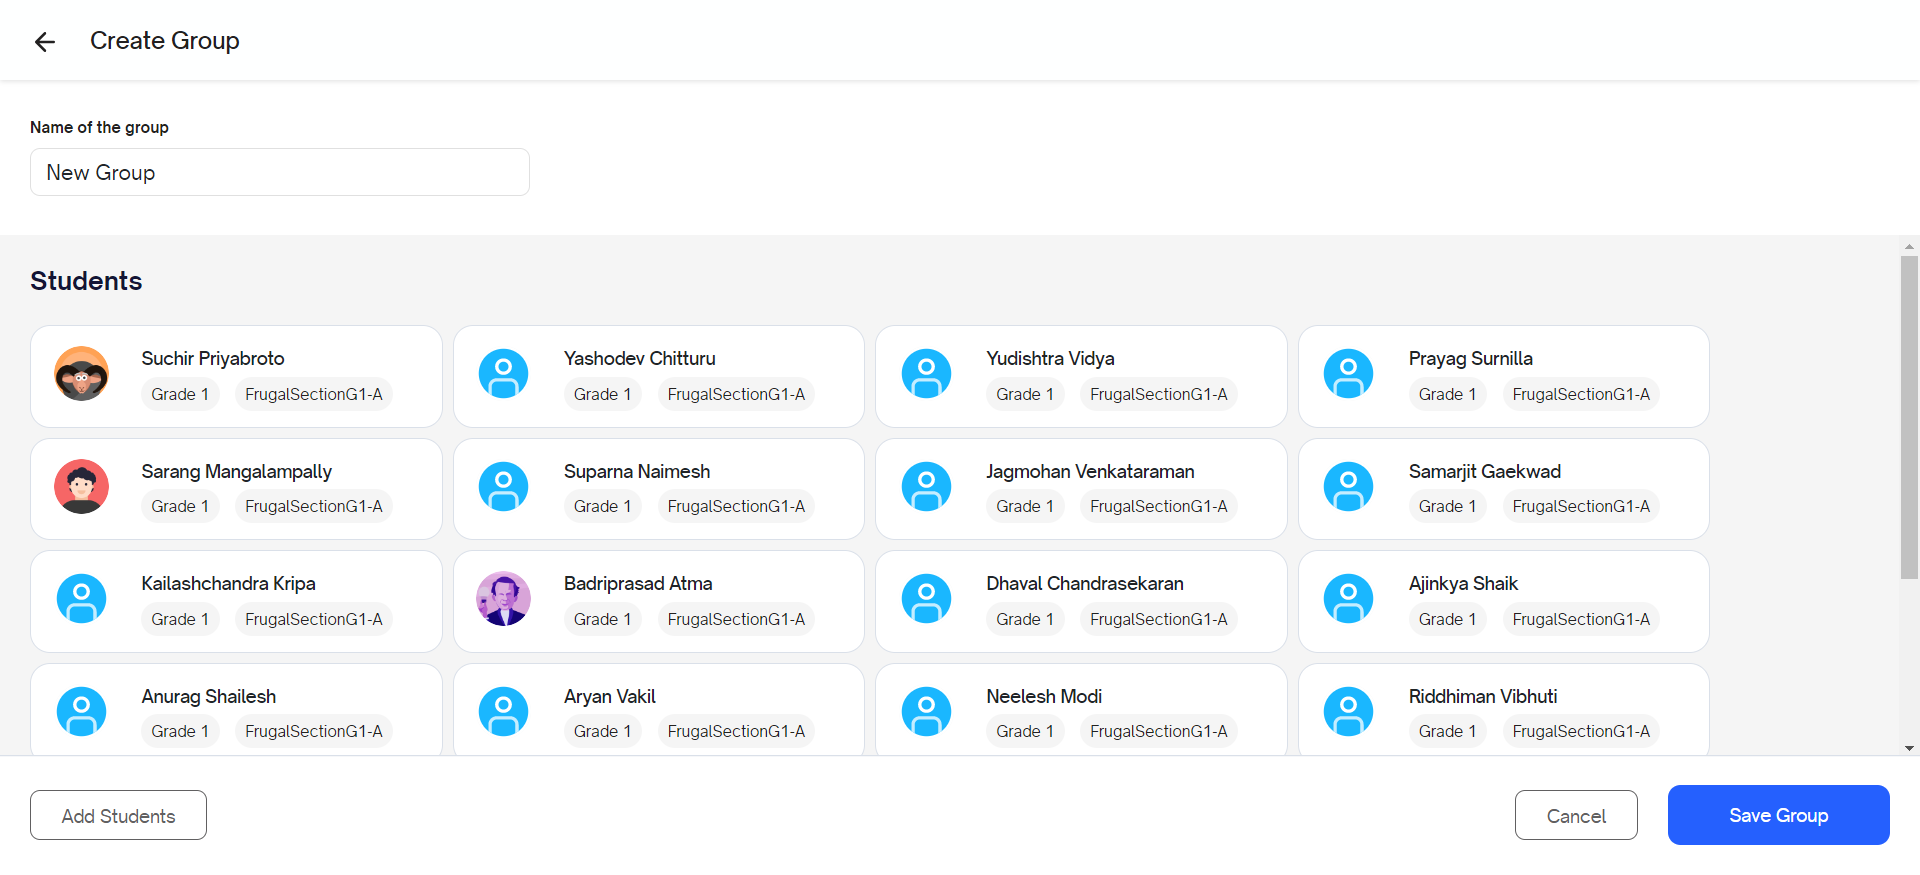 Create Group
Name of the group
New Group
Students
Suchir Priyabroto
Grade 1 FrugalSectionG1-A
Yashodev Chitturu
Grade 1 FrugalSectionG1-A
Yudishtra Vidya
Grade 1 FrugalSectionG1-A
Prayag Surnilla
Grade 1 FrugalSectionG1-A
Sarang Mangalampally
Grade 1 FrugalSectionG1-A
Suparna Naimesh
Grade 1 FrugalSectionG1-A
Jagmohan Venkataraman
Grade 1 FrugalSectionG1-A
Samarjit Gaekwad
Grade 1 FrugalSectionG1-A
Kailashchandra Kripa
Grade 1 FrugalSectionG1-A
Badriprasad Atma
Grade 1 FrugalSectionG1-A
Dhaval Chandrasekaran
Grade 1 FrugalSectionG1-A
Ajinkya Shaik
Grade 1 FrugalSectionG1-A
Anurag Shailesh
Grade 1 FrugalSectionG1-A
Aryan Vakil
Grade 1 FrugalSectionG1-A
Neelesh Modi
Grade 1 FrugalSectionG1-A
Riddhiman Vibhuti
Grade 1 FrugalSectionG1-A
Add Students
Cancel
Save Group